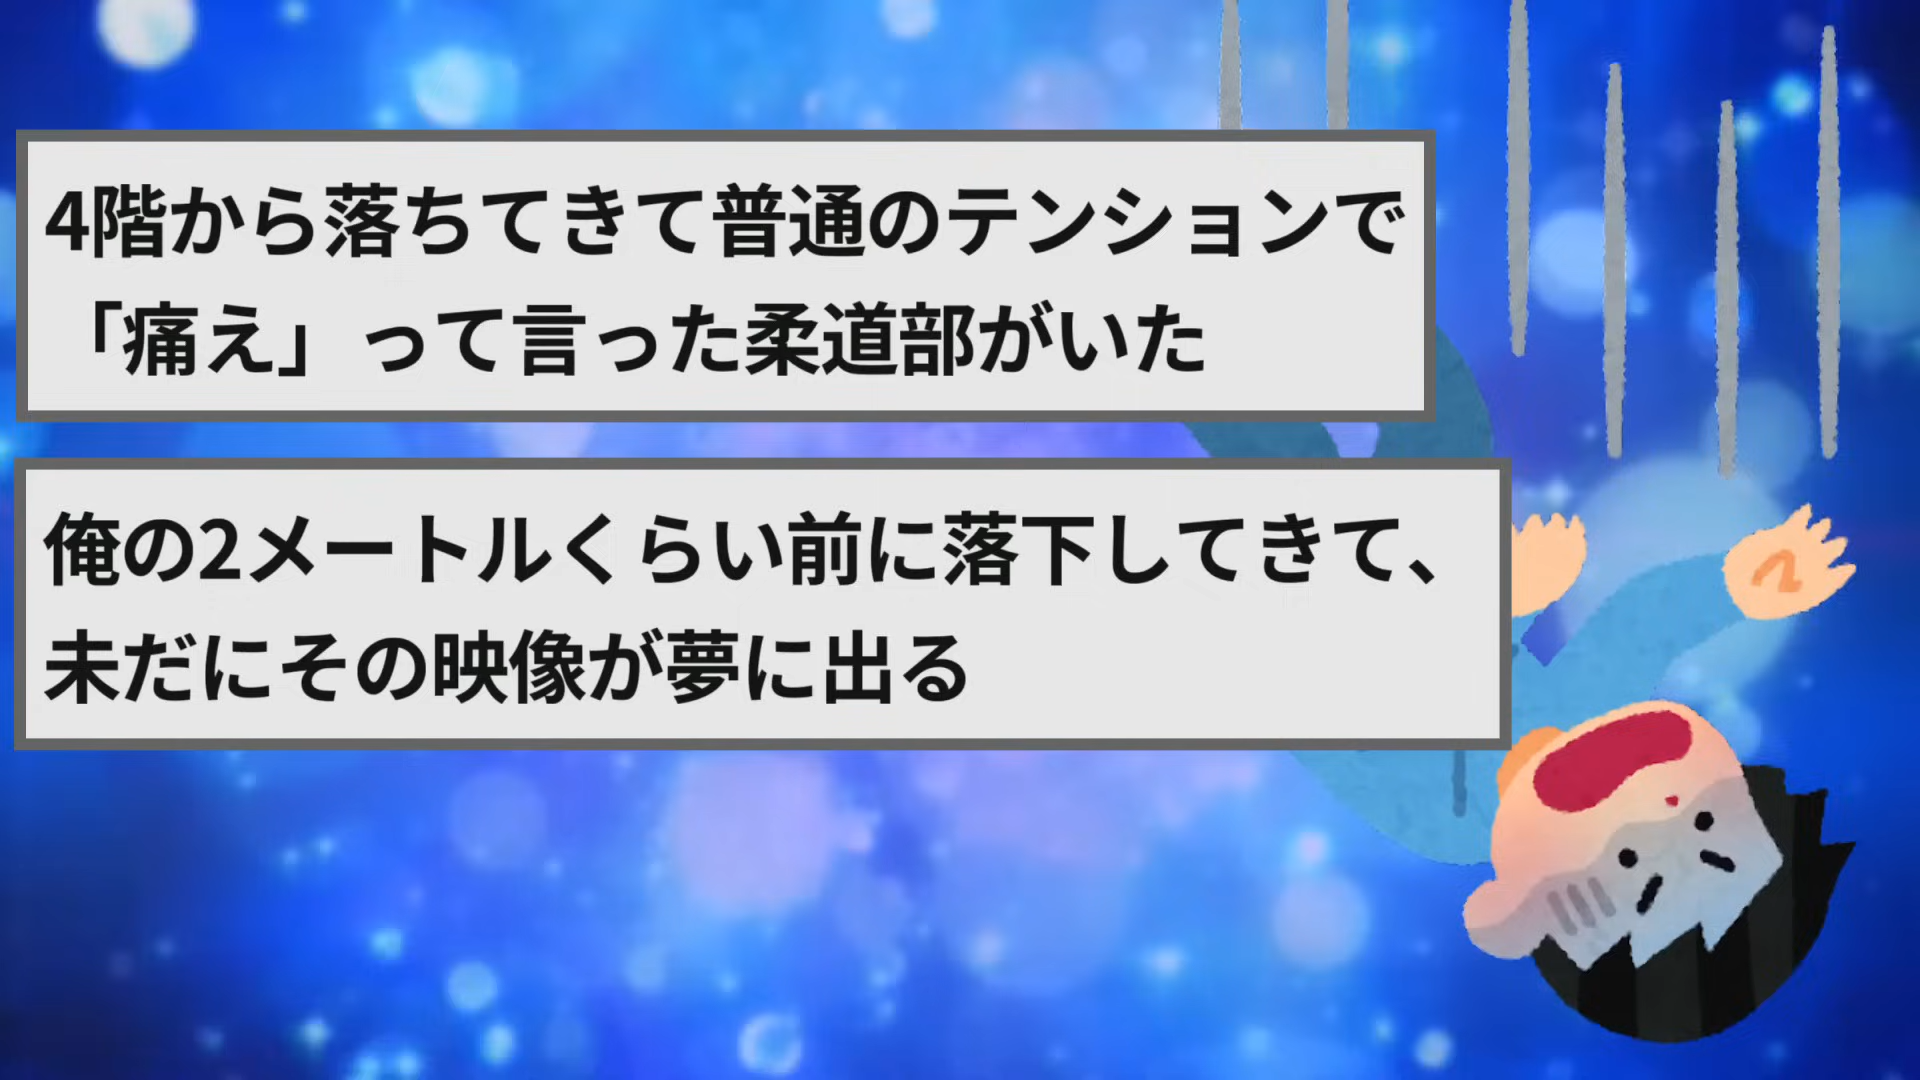 4階から落ちてきて普通のテンションで
「痛え」って言った柔道部がいた
俺の2メートルくらい前に落下してきて、
未だにその映像が夢に出る